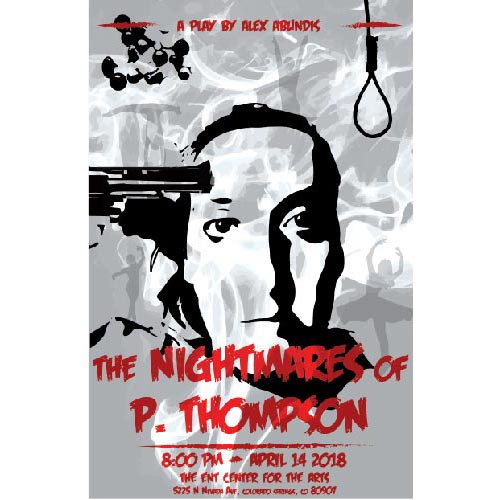 A PLAY BY ALEX ABUNDIS
THE NIGHTMARES OF
P. THOMPSON
8:00 PM - APRIL 14 2018
THE ENT CENTER FOR THE ARTS
5225 N NEVADA AVE, COLORADO SPRINGS, CO 80907